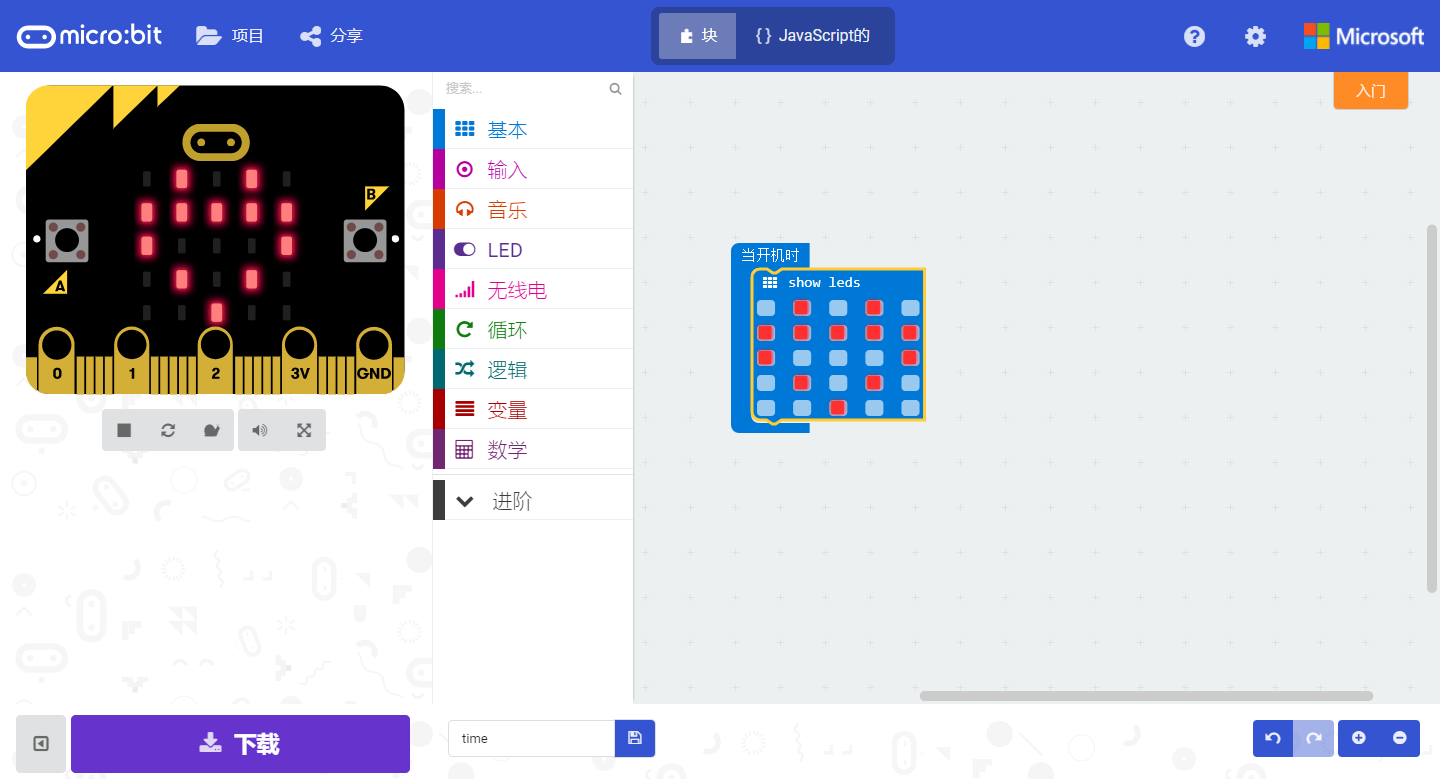 micro:bit
项目
分享
块
{ } JavaScript的
Microsoft
搜索...
入门
基本
输入
音乐
LED
无线电
循环
逻辑
变量
数学
进阶
B
A
0
1
2
3V
GND
当开机时
show leds
下载
time